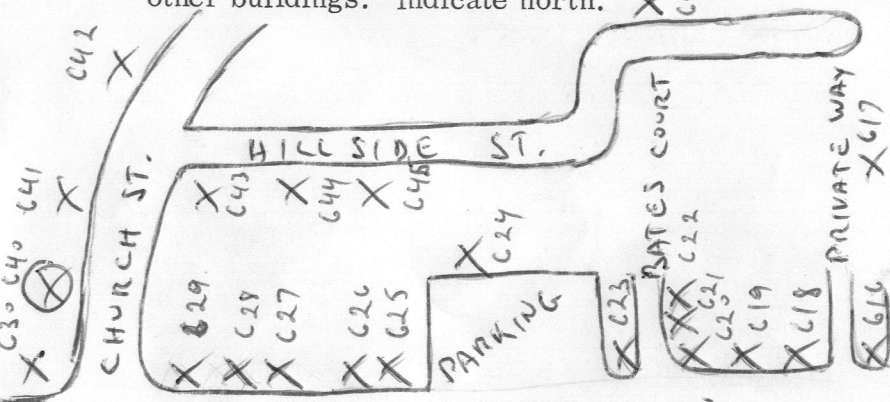 other buildings. Indicate north.
C42
HILLSIDE ST.
C41
CHURCH ST.
C43
C44
C45
C24
BATES COURT
PRIVATE WAY
C17
C40
C30
C29
C28
C27
C26
C25
PARKING
C23
C22
C21
C20
C19
C18
C16